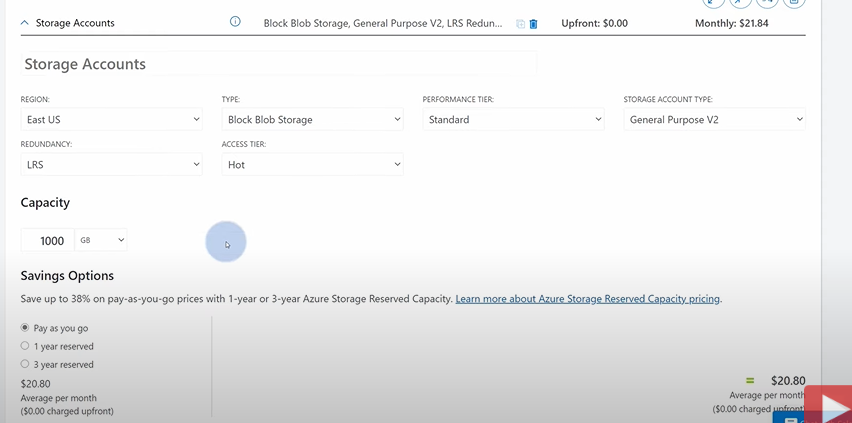 Storage Accounts Block Blob Storage, General Purpose V2, LRS Redun... Upfront: $0.00 Monthly: $21.84
Storage Accounts
REGION: TYPE: PERFORMANCE TIER: STORAGE ACCOUNT TYPE:
East US Block Blob Storage Standard General Purpose V2
REDUNDANCY: ACCESS TIER:
LRS Hot
Capacity
1000 GB
Savings Options
Save up to 38% on pay-as-you-go prices with 1-year or 3-year Azure Storage Reserved Capacity. Learn more about Azure Storage Reserved Capacity pricing.
Pay as you go
1 year reserved
3 year reserved
$20.80 = $20.80
Average per month Average per month
($0.00 charged upfront) ($0.00 charged upfront)